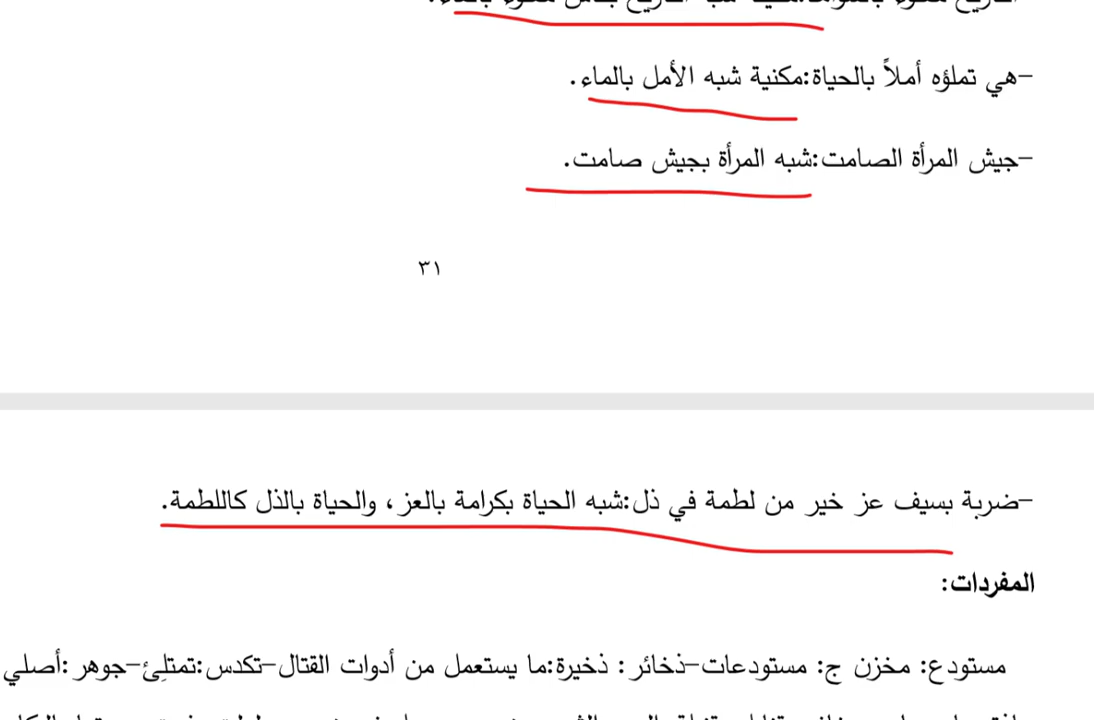 -هي تملؤه أملاً بالحياة:مكنية شبه الأمل بالماء.
-جيش المرأة الصامت:شبه المرأة بجيش صامت.
٣١
-ضربة بسيف عز خير من لطمة في ذل:شبه الحياة بكرامة بالعز، والحياة بالذل كاللطمة.
المفردات:
مستودع: مخزن ج: مستودعات-ذخائر : ذخيرة:ما يستعمل من أدوات القتال-تكدس:تمتلِئ-جوهر :أصلي